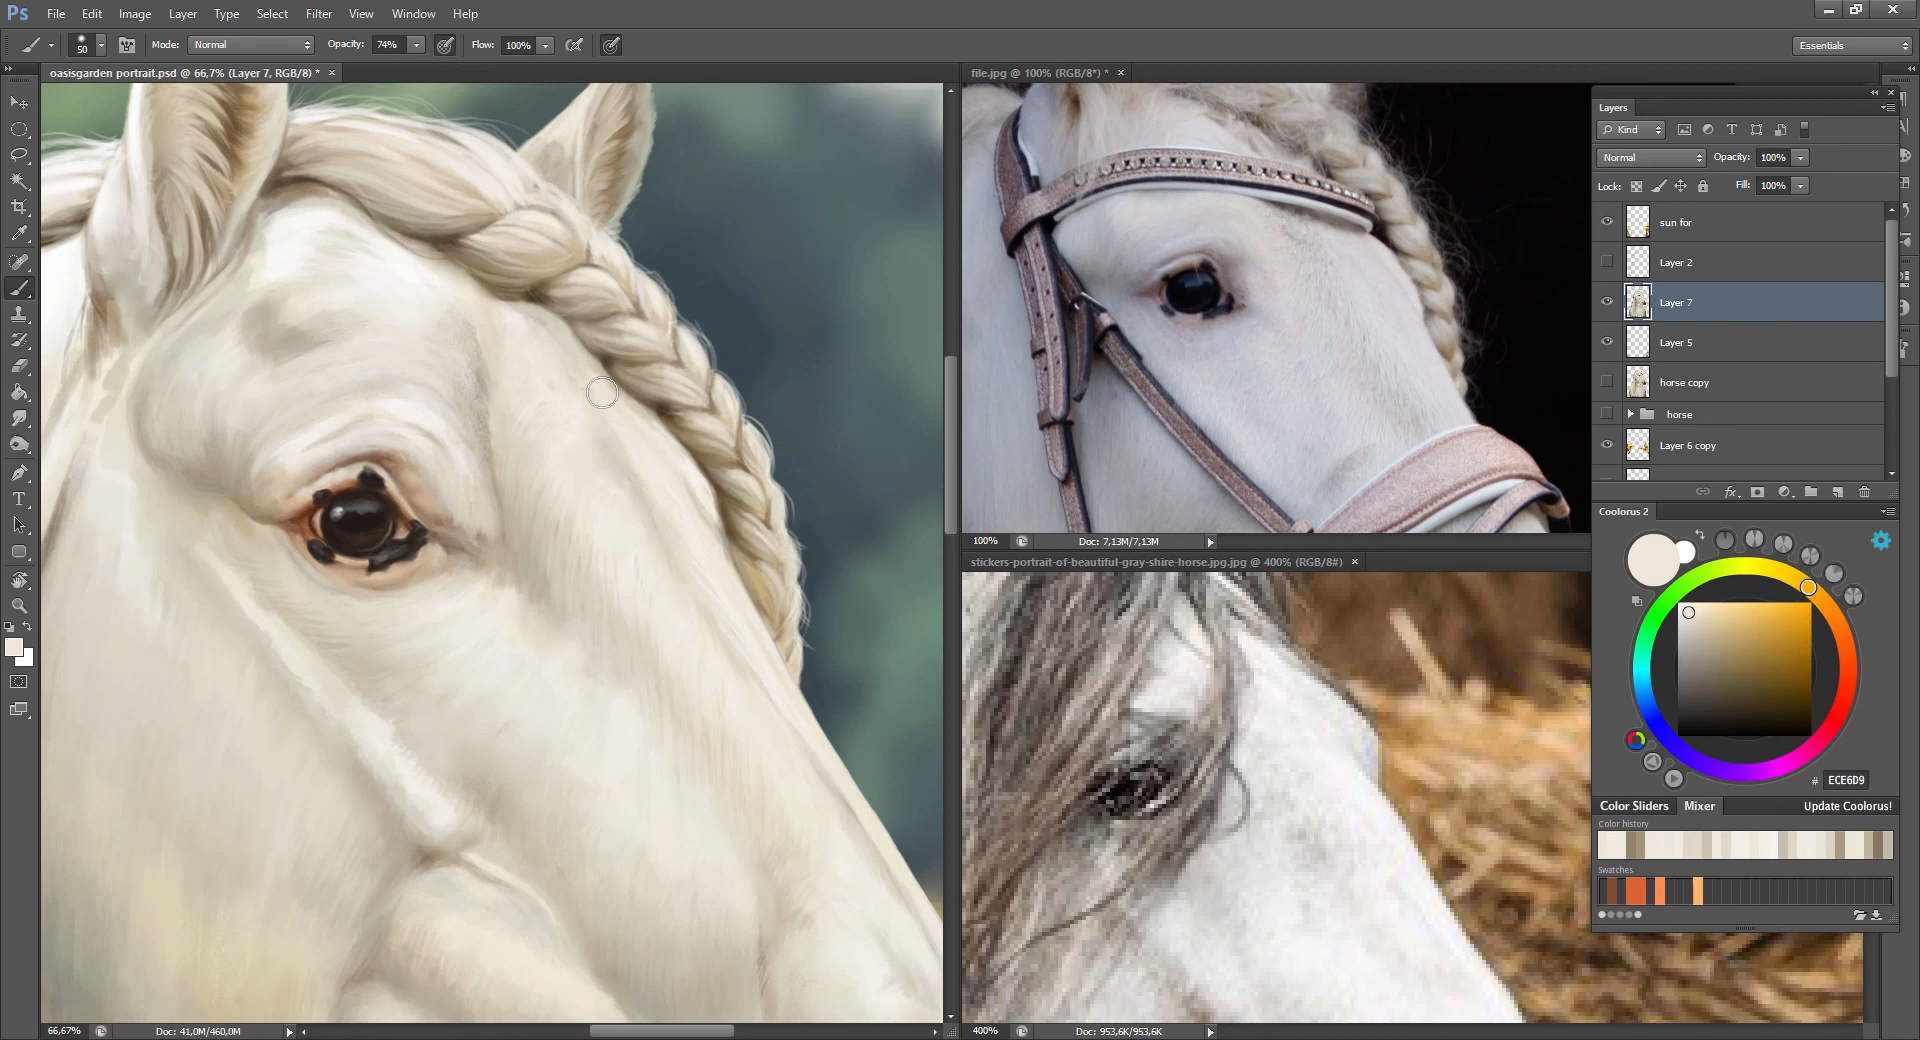 Ps File Edit Image Layer Type Select Filter View Window Help
50 Mode: Normal Opacity: 74% Flow: 100% Essentials
oasisgarden portrait.psd @ 66,7% (Layer 7, RGB/8) *
file.jpg @ 100% (RGB/8*) *
Layers
Kind
Normal Opacity: 100%
Lock: Fill: 100%
sun for
Layer 2
Layer 7
Layer 5
horse copy
horse
Layer 6 copy
fx
100% Doc: 7,13M/7,13M
stickers-portrait-of-beautiful-gray-shire-horse.jpg.jpg @ 400% (RGB/8#)
Coolorus 2
# ECE6D9
Color Sliders Mixer Update Coolorus!
Color history
Swatches
66,67% Doc: 41,0M/460,0M
400% Doc: 953,6K/953,6K